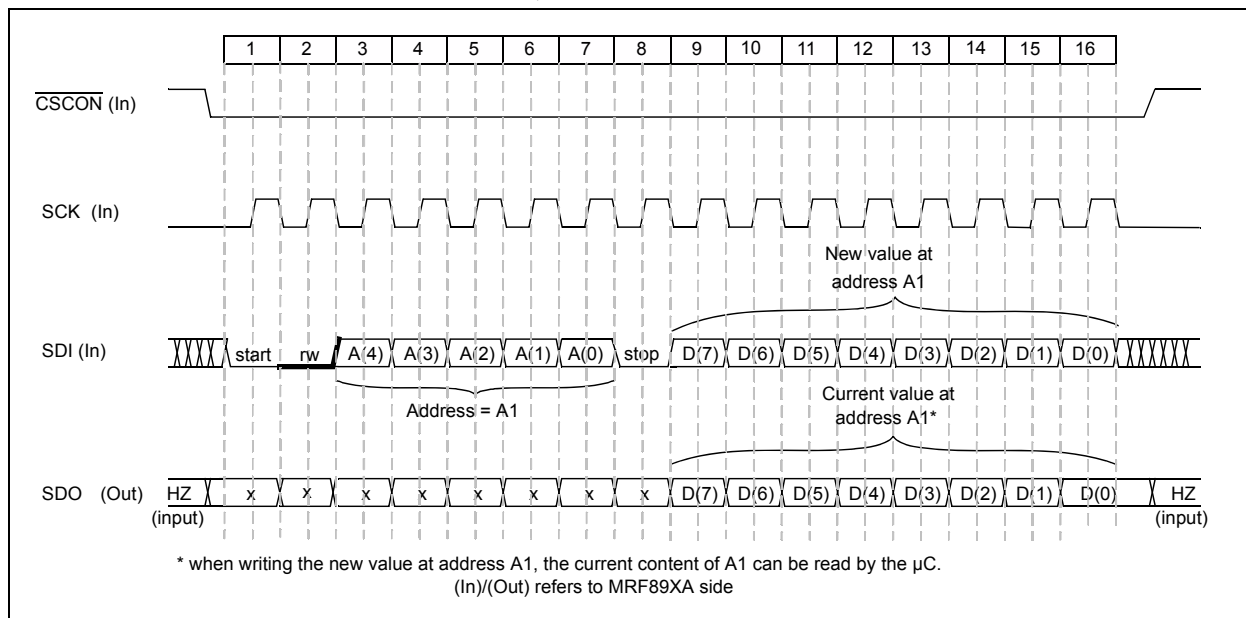 1 2 3 4 5 6 7 8 9 10 11 12 13 14 15 16
CSCON (In)
SCK (In)
New value at
address A1
SDI (In) start rw A(4) A(3) A(2) A(1) A(0) stop D(7) D(6) D(5) D(4) D(3) D(2) D(1) D(0)
Address = A1
Current value at
address A1*
SDO (Out) HZ x x x x x x x x D(7) D(6) D(5) D(4) D(3) D(2) D(1) D(0) HZ
(input) (input)
* when writing the new value at address A1, the current content of A1 can be read by the µC.
(In)/(Out) refers to MRF89XA side